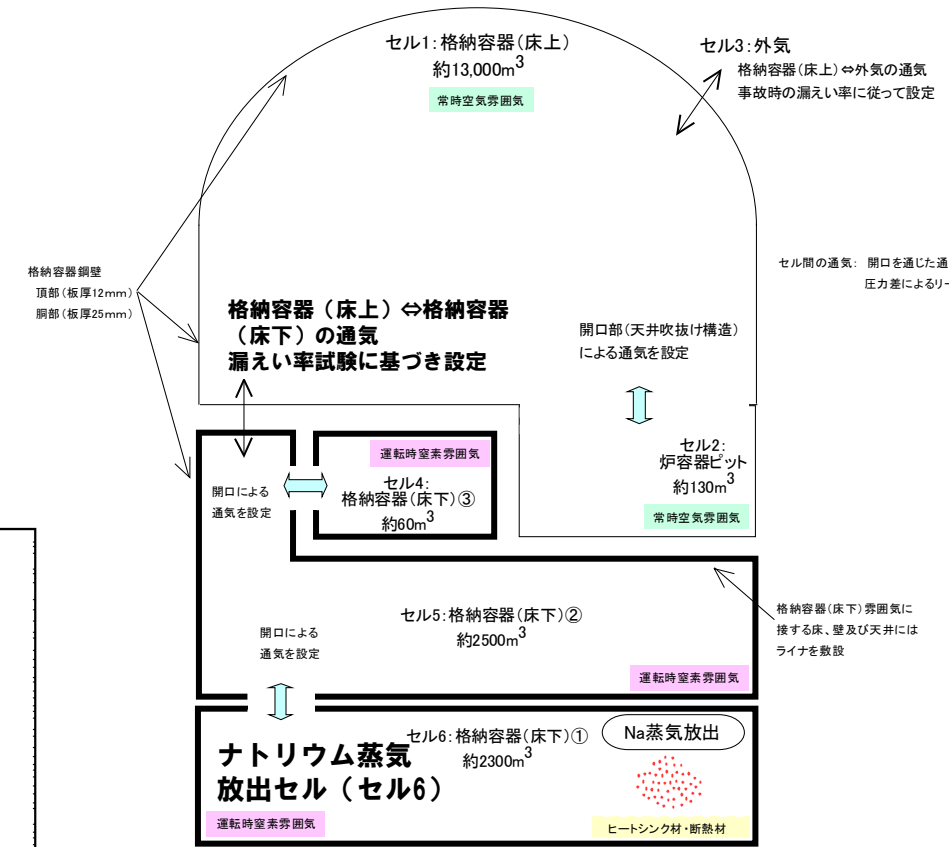 セル1:格納容器(床上)
約13,000m3
常時空気雰囲気
セル3:外気
格納容器(床上)⇔外気の通気
事故時の漏えい率に従って設定
格納容器鋼壁
頂部(板厚12mm)
胴部(板厚25mm)
セル間の通気: 開口を通じた通
圧力差によるリー
格納容器(床上)⇔格納容器
(床下)の通気
漏えい率試験に基づき設定
開口部(天井吹抜け構造)
による通気を設定
セル2:
炉容器ピット
約130m3
常時空気雰囲気
運転時窒素雰囲気
セル4:
格納容器(床下)③
約60m3
開口による
通気を設定
セル5:格納容器(床下)②
約2500m3
運転時窒素雰囲気
格納容器(床下)雰囲気に
接する床、壁及び天井には
ライナを敷設
開口による
通気を設定
セル6:格納容器(床下)①
約2300m3
Na蒸気放出
ナトリウム蒸気
放出セル(セル6)
運転時窒素雰囲気
ヒートシンク材・断熱材